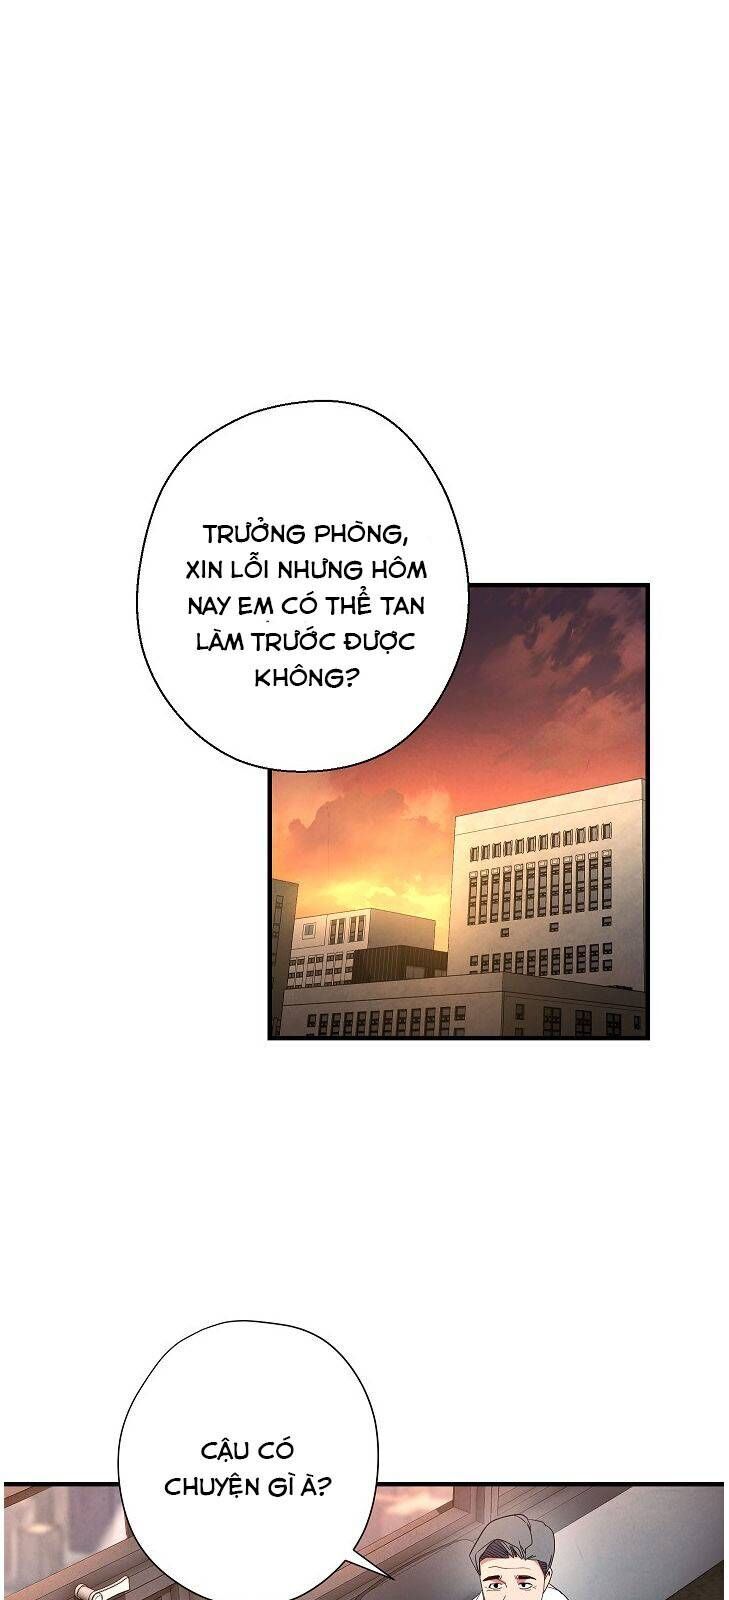 TRƯỞNG PHÒNG,
XIN LỖI NHƯNG HÔM
NAY EM CÓ THỂ TAN
LÀM TRƯỚC ĐƯỢC
KHÔNG?
CẬU CÓ
CHUYỆN GÌ À?